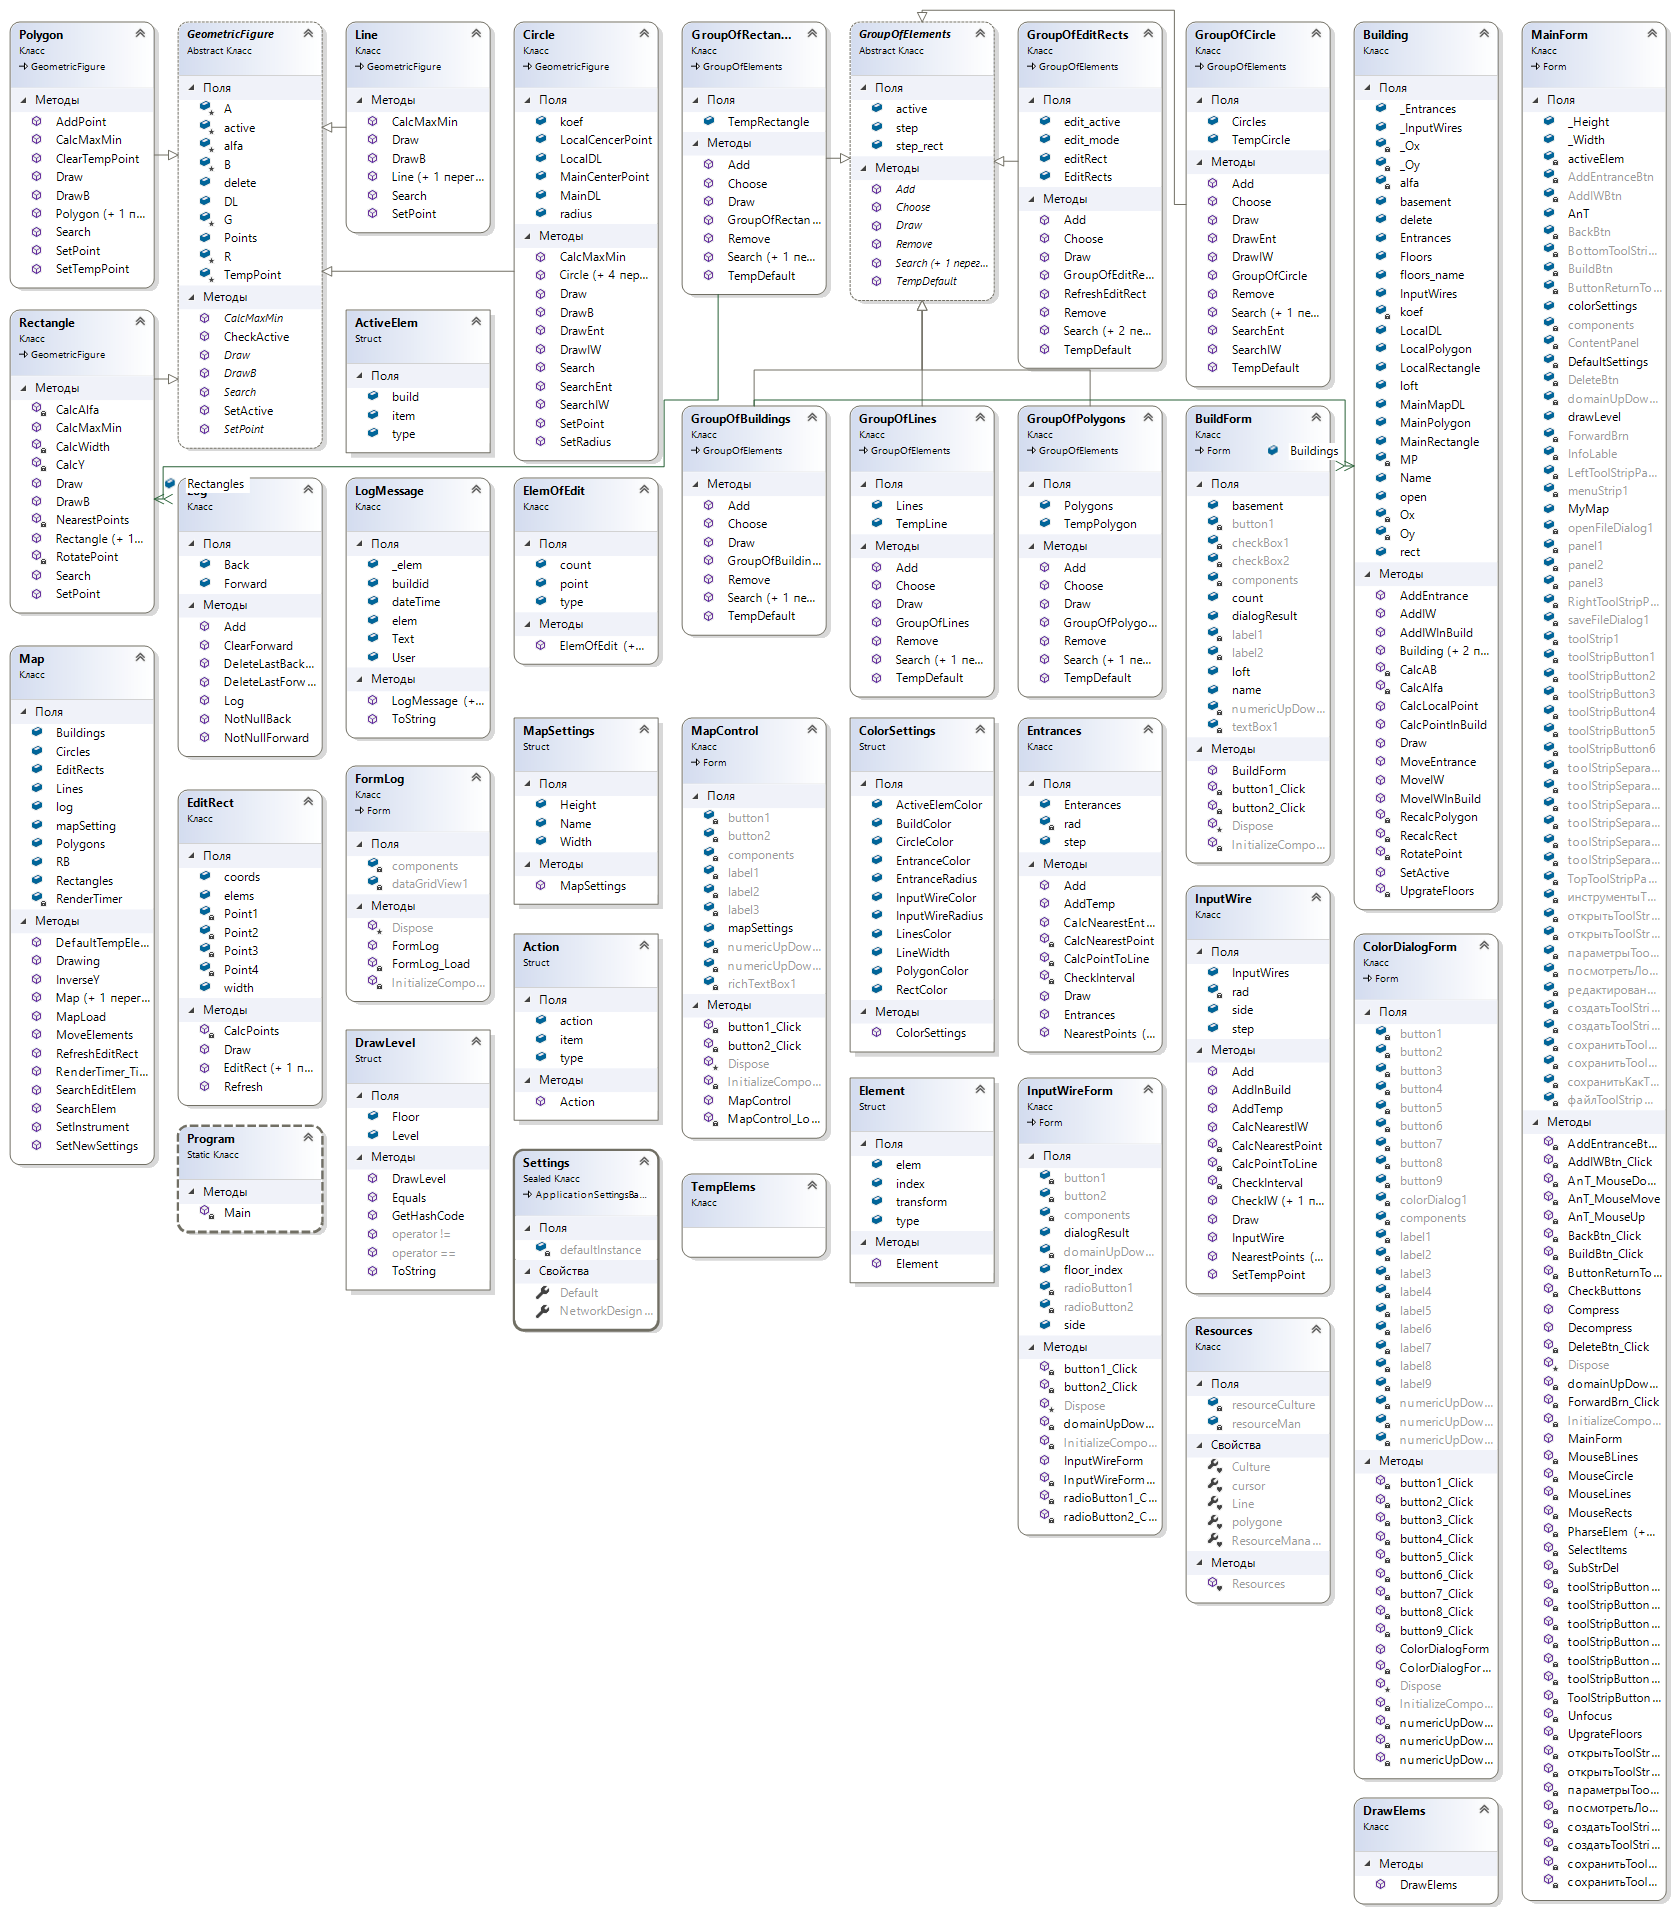 Polygon
Класс
GeometricFigure
Методы
AddPoint
CalcMaxMin
ClearTempPoint
Draw
DrawB
Polygon (+ 1 п...
Search
SetPoint
SetTempPoint
GeometricFigure
Abstract Класс
Поля
A
active
alfa
B
delete
DL
G
Points
R
TempPoint
Методы
CalcMaxMin
CheckActive
Draw
DrawB
Search
SetActive
SetPoint
Line
Класс
GeometricFigure
Методы
CalcMaxMin
Draw
DrawB
Line (+ 1 перег...
Search
SetPoint
Circle
Класс
GeometricFigure
Поля
koef
LocalCencerPoint
LocalDL
MainCenterPoint
MainDL
radius
Методы
CalcMaxMin
Circle (+ 4 пер...
Draw
DrawB
DrawEnt
DrawIW
Search
SearchEnt
SearchIW
SetPoint
SetRadius
GroupOfRectan...
Класс
GroupOfElements
Поля
TempRectangle
Методы
Add
Choose
Draw
GroupOfRectan...
Remove
Search (+ 1 пе...
TempDefault
GroupOfElements
Abstract Класс
Поля
active
step
step_rect
Методы
Add
Choose
Draw
Remove
Search (+ 1 перег...
TempDefault
GroupOfEditRects
Класс
GroupOfElements
Поля
edit_active
edit_mode
editRect
EditRects
Методы
Add
Choose
Draw
GroupOfEditRe...
RefreshEditRect
Remove
Search (+ 2 пе...
TempDefault
GroupOfCircle
Класс
GroupOfElements
Поля
Circles
TempCircle
Методы
Add
Choose
Draw
DrawEnt
DrawIW
GroupOfCircle
Remove
Search (+ 1 пе...
SearchEnt
SearchIW
TempDefault
Building
Класс
Поля
_Entrances
_InputWires
_Ox
_Oy
alfa
basement
delete
Entrances
Floors
floors_name
InputWires
koef
LocalDL
LocalPolygon
LocalRectangle
loft
MainMapDL
MainPolygon
MainRectangle
MP
Name
open
Ox
Oy
rect
Методы
AddEntrance
AddIW
AddIWInBuild
Building (+ 2 п...
CalcAB
CalcAlfa
CalcLocalPoint
CalcPointInBuild
Draw
MoveEntrance
MoveIW
MoveIWInBuild
RecalcPolygon
RecalcRect
RotatePoint
SetActive
UpgrateFloors
MainForm
Класс
Form
Поля
_Height
_Width
activeElem
AddEntranceBtn
AddIWBtn
AnT
BackBtn
BottomToolStri...
BuildBtn
ButtonReturnTo...
colorSettings
components
ContentPanel
DefaultSettings
DeleteBtn
domainUpDow...
drawLevel
ForwardBrn
InfoLable
LeftToolStripPa...
menuStrip1
MyMap
openFileDialog1
panel1
panel2
panel3
RightToolStripP...
saveFileDialog1
toolStrip1
toolStripButton1
toolStripButton2
toolStripButton3
toolStripButton4
toolStripButton5
toolStripButton6
toolStripSepara...
toolStripSepara...
toolStripSepara...
toolStripSepara...
toolStripSepara...
toolStripSepara...
TopToolStripPa...
инструментыТ...
открытьToolStr...
открытьToolStr...
параметрыToo...
посмотретьЛо...
редактирован...
создатьToolStri...
создатьToolStri...
сохранитьTool...
сохранитьTool...
сохранитьКакT...
файлToolStrip...
Методы
AddEntranceBt...
AddIWBtn_Click
AnT_MouseDo...
AnT_MouseMove
AnT_MouseUp
BackBtn_Click
BuildBtn_Click
ButtonReturnTo...
CheckButtons
Compress
Decompress
DeleteBtn_Click
Dispose
domainUpDow...
ForwardBrn_Click
InitializeCompo...
MainForm
MouseBLines
MouseCircle
MouseLines
MouseRects
PharseElem (+...
SelectItems
SubStrDel
toolStripButton...
toolStripButton...
toolStripButton...
toolStripButton...
toolStripButton...
toolStripButton...
ToolStripButton...
Unfocus
UpgrateFloors
открытьToolStr...
открытьToolStr...
параметрыToo...
посмотретьЛо...
создатьToolStri...
создатьToolStri...
сохранитьTool...
сохранитьTool...
Rectangle
Класс
GeometricFigure
Методы
CalcAlfa
CalcMaxMin
CalcWidth
CalcY
Draw
DrawB
NearestPoints
Rectangle (+ 1...
RotatePoint
Search
SetPoint
ActiveElem
Struct
Поля
build
item
type
Rectangles
Log
Класс
Поля
Back
Forward
Методы
Add
ClearForward
DeleteLastBack...
DeleteLastForw...
Log
NotNullBack
NotNullForward
LogMessage
Класс
Поля
_elem
buildid
dateTime
elem
Text
User
Методы
LogMessage (+...
ToString
ElemOfEdit
Класс
Поля
count
point
type
Методы
ElemOfEdit (+...
GroupOfBuildings
Класс
GroupOfElements
Методы
Add
Choose
Draw
GroupOfBuildin...
Remove
Search (+ 1 пе...
TempDefault
GroupOfLines
Класс
GroupOfElements
Поля
Lines
TempLine
Методы
Add
Choose
Draw
GroupOfLines
Remove
Search (+ 1 пе...
TempDefault
GroupOfPolygons
Класс
GroupOfElements
Поля
Polygons
TempPolygon
Методы
Add
Choose
Draw
GroupOfPolygo...
Remove
Search (+ 1 пе...
TempDefault
BuildForm
Класс
Form
Buildings
Поля
basement
button1
checkBox1
checkBox2
components
count
dialogResult
label1
label2
loft
name
numericUpDow...
textBox1
Методы
BuildForm
button1_Click
button2_Click
Dispose
InitializeCompo...
Map
Класс
Поля
Buildings
Circles
EditRects
Lines
log
mapSetting
Polygons
RB
Rectangles
RenderTimer
Методы
DefaultTempEle...
Drawing
InverseY
Map (+ 1 перег...
MapLoad
MoveElements
RefreshEditRect
RenderTimer_Ti...
SearchEditElem
SearchElem
SetInstrument
SetNewSettings
EditRect
Класс
Поля
coords
elems
Point1
Point2
Point3
Point4
width
Методы
CalcPoints
Draw
EditRect (+ 1 п...
Refresh
Program
Static Класс
Методы
Main
FormLog
Класс
Form
Поля
components
dataGridView1
Методы
Dispose
FormLog
FormLog_Load
InitializeCompo...
DrawLevel
Struct
Поля
Floor
Level
Методы
DrawLevel
Equals
GetHashCode
operator !=
operator ==
ToString
MapSettings
Struct
Поля
Height
Name
Width
Методы
MapSettings
Action
Struct
Поля
action
item
type
Методы
Action
Settings
Sealed Класс
ApplicationSettingsBa...
Поля
defaultInstance
Свойства
Default
NetworkDesign...
MapControl
Класс
Form
Поля
button1
button2
components
label1
label2
label3
mapSettings
numericUpDow...
numericUpDow...
richTextBox1
Методы
button1_Click
button2_Click
Dispose
InitializeCompo...
MapControl
MapControl_Lo...
TempElems
Класс
ColorSettings
Struct
Поля
ActiveElemColor
BuildColor
CircleColor
EntranceColor
EntranceRadius
InputWireColor
InputWireRadius
LinesColor
LineWidth
PolygonColor
RectColor
Методы
ColorSettings
Element
Struct
Поля
elem
index
transform
type
Методы
Element
Entrances
Класс
Поля
Enterances
rad
step
Методы
Add
AddTemp
CalcNearestEnt...
CalcNearestPoint
CalcPointToLine
CheckInterval
Draw
Entrances
NearestPoints (...
InputWireForm
Класс
Form
Поля
button1
button2
components
dialogResult
domainUpDow...
floor_index
radioButton1
radioButton2
side
Методы
button1_Click
button2_Click
Dispose
domainUpDow...
InitializeCompo...
InputWireForm
InputWireForm...
radioButton1_C...
radioButton2_C...
InputWire
Класс
Поля
InputWires
rad
side
step
Методы
Add
AddInBuild
AddTemp
CalcNearestIW
CalcNearestPoint
CalcPointToLine
CheckInterval
CheckIW (+ 1 п...
Draw
InputWire
NearestPoints (...
SetTempPoint
Resources
Класс
Поля
resourceCulture
resourceMan
Свойства
Culture
cursor
Line
polygone
ResourceMana...
Методы
Resources
ColorDialogForm
Класс
Form
Поля
button1
button2
button3
button4
button5
button6
button7
button8
button9
colorDialog1
components
label1
label2
label3
label4
label5
label6
label7
label8
label9
numericUpDow...
numericUpDow...
numericUpDow...
Методы
button1_Click
button2_Click
button3_Click
button4_Click
button5_Click
button6_Click
button7_Click
button8_Click
button9_Click
ColorDialogForm
ColorDialogFor...
Dispose
InitializeCompo...
numericUpDow...
numericUpDow...
numericUpDow...
DrawElems
Класс
Методы
DrawElems